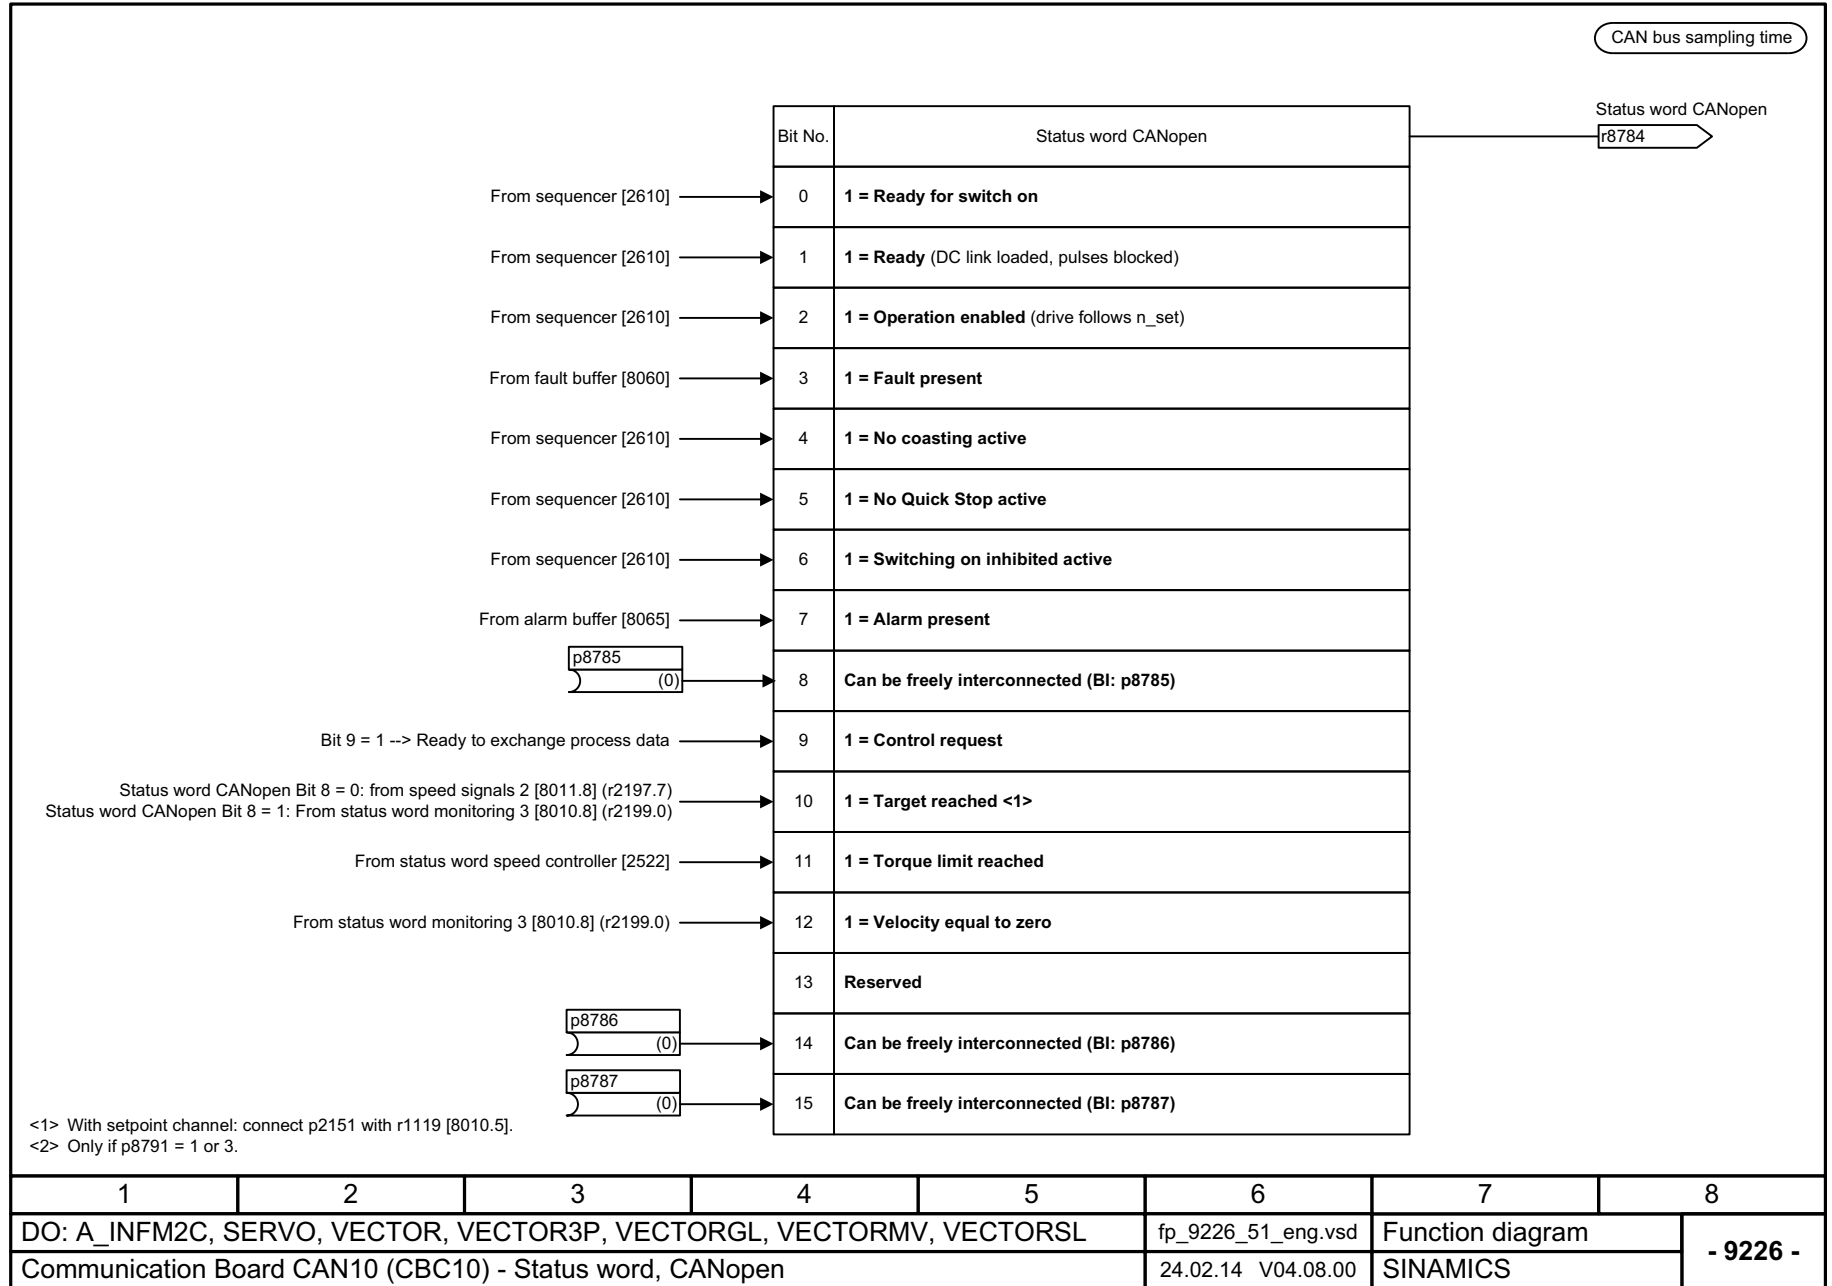 CAN bus sampling time
Status word CANopen
r8784
Bit No. Status word CANopen
From sequencer [2610] 0 1 = Ready for switch on
From sequencer [2610] 1 1 = Ready (DC link loaded, pulses blocked)
From sequencer [2610] 2 1 = Operation enabled (drive follows n_set)
From fault buffer [8060] 3 1 = Fault present
From sequencer [2610] 4 1 = No coasting active
From sequencer [2610] 5 1 = No Quick Stop active
From sequencer [2610] 6 1 = Switching on inhibited active
From alarm buffer [8065] 7 1 = Alarm present
p8785
(0) 8 Can be freely interconnected (BI: p8785)
Bit 9 = 1 --> Ready to exchange process data 9 1 = Control request
Status word CANopen Bit 8 = 0: from speed signals 2 [8011.8] (r2197.7)
Status word CANopen Bit 8 = 1: From status word monitoring 3 [8010.8] (r2199.0)
10 1 = Target reached <1>
From status word speed controller [2522] 11 1 = Torque limit reached
From status word monitoring 3 [8010.8] (r2199.0) 12 1 = Velocity equal to zero
13 Reserved
p8786
(0) 14 Can be freely interconnected (BI: p8786)
p8787
(0) 15 Can be freely interconnected (BI: p8787)
<1> With setpoint channel: connect p2151 with r1119 [8010.5].
<2> Only if p8791 = 1 or 3.
1 2 3 4 5 6 7 8
DO: A_INFM2C, SERVO, VECTOR, VECTOR3P, VECTORGL, VECTORMV, VECTORSL fp_9226_51_eng.vsd Function diagram
- 9226 -
Communication Board CAN10 (CBC10) - Status word, CANopen 24.02.14 V04.08.00 SINAMICS